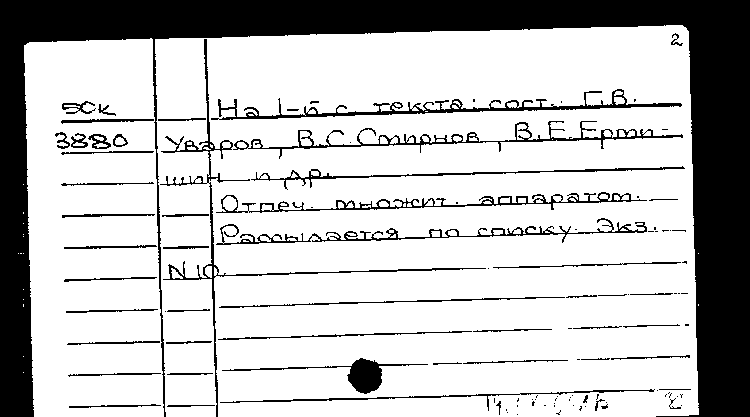 2
ЭСК На 1-й с. текста: сост. Г.В.
3880 Уваров, В.С. Смирнов, В.Е. Ерми-
шин и др.
Отпеч. множит. аппаратом.
Рассылается по списку. Экз.
N 10.